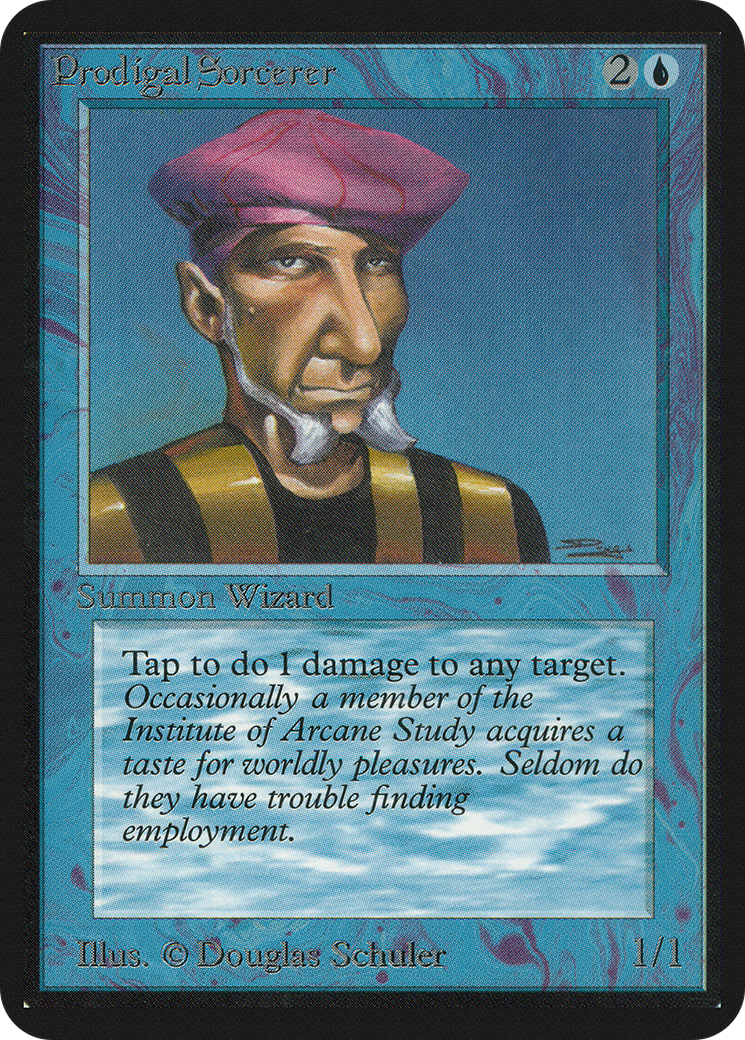 Prodigal Sorcerer 2
Summon Wizard
Tap to do 1 damage to any target.
Occasionally a member of the
Institute of Arcane Study acquires a
taste for worldly pleasures. Seldom do
they have trouble finding
employment.
Illus. © Douglas Schuler 1/1